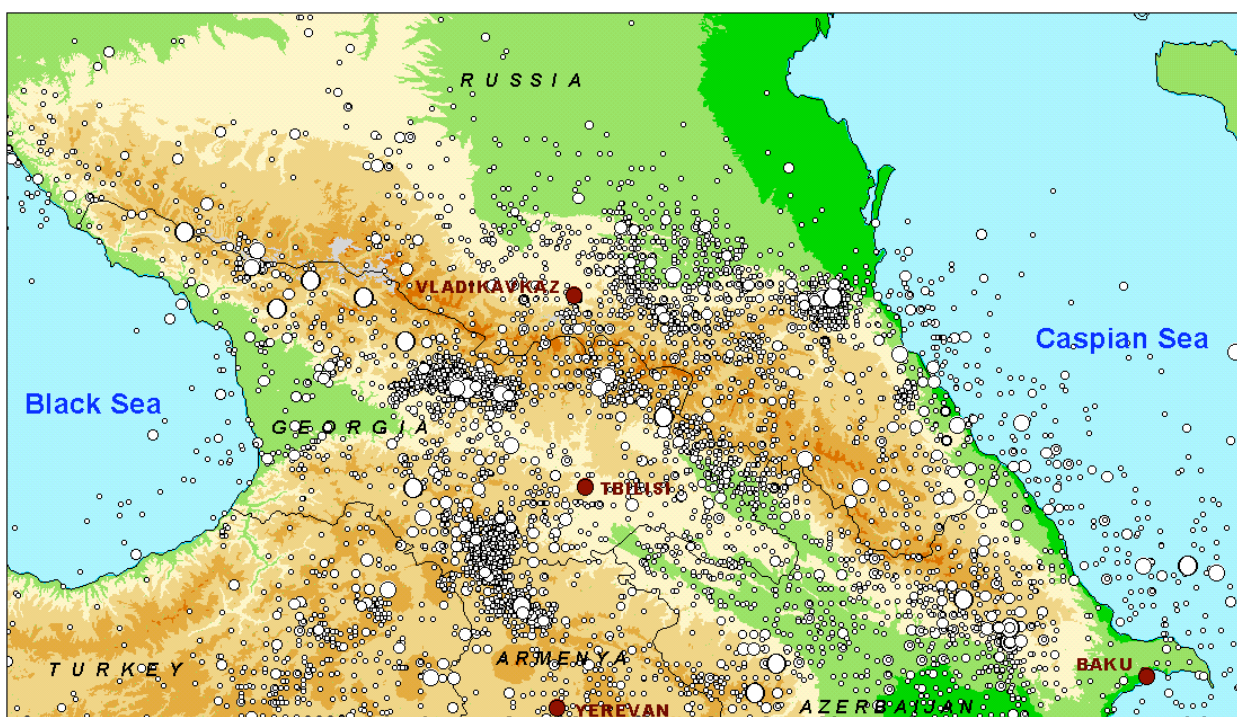 RUSSIA
VLADIKAVKAZ
Caspian Sea
Black Sea
GEORGIA
TBILISI
TURKEY
ARMENYA
BAKU
YEREVAN
AZERBAIJAN